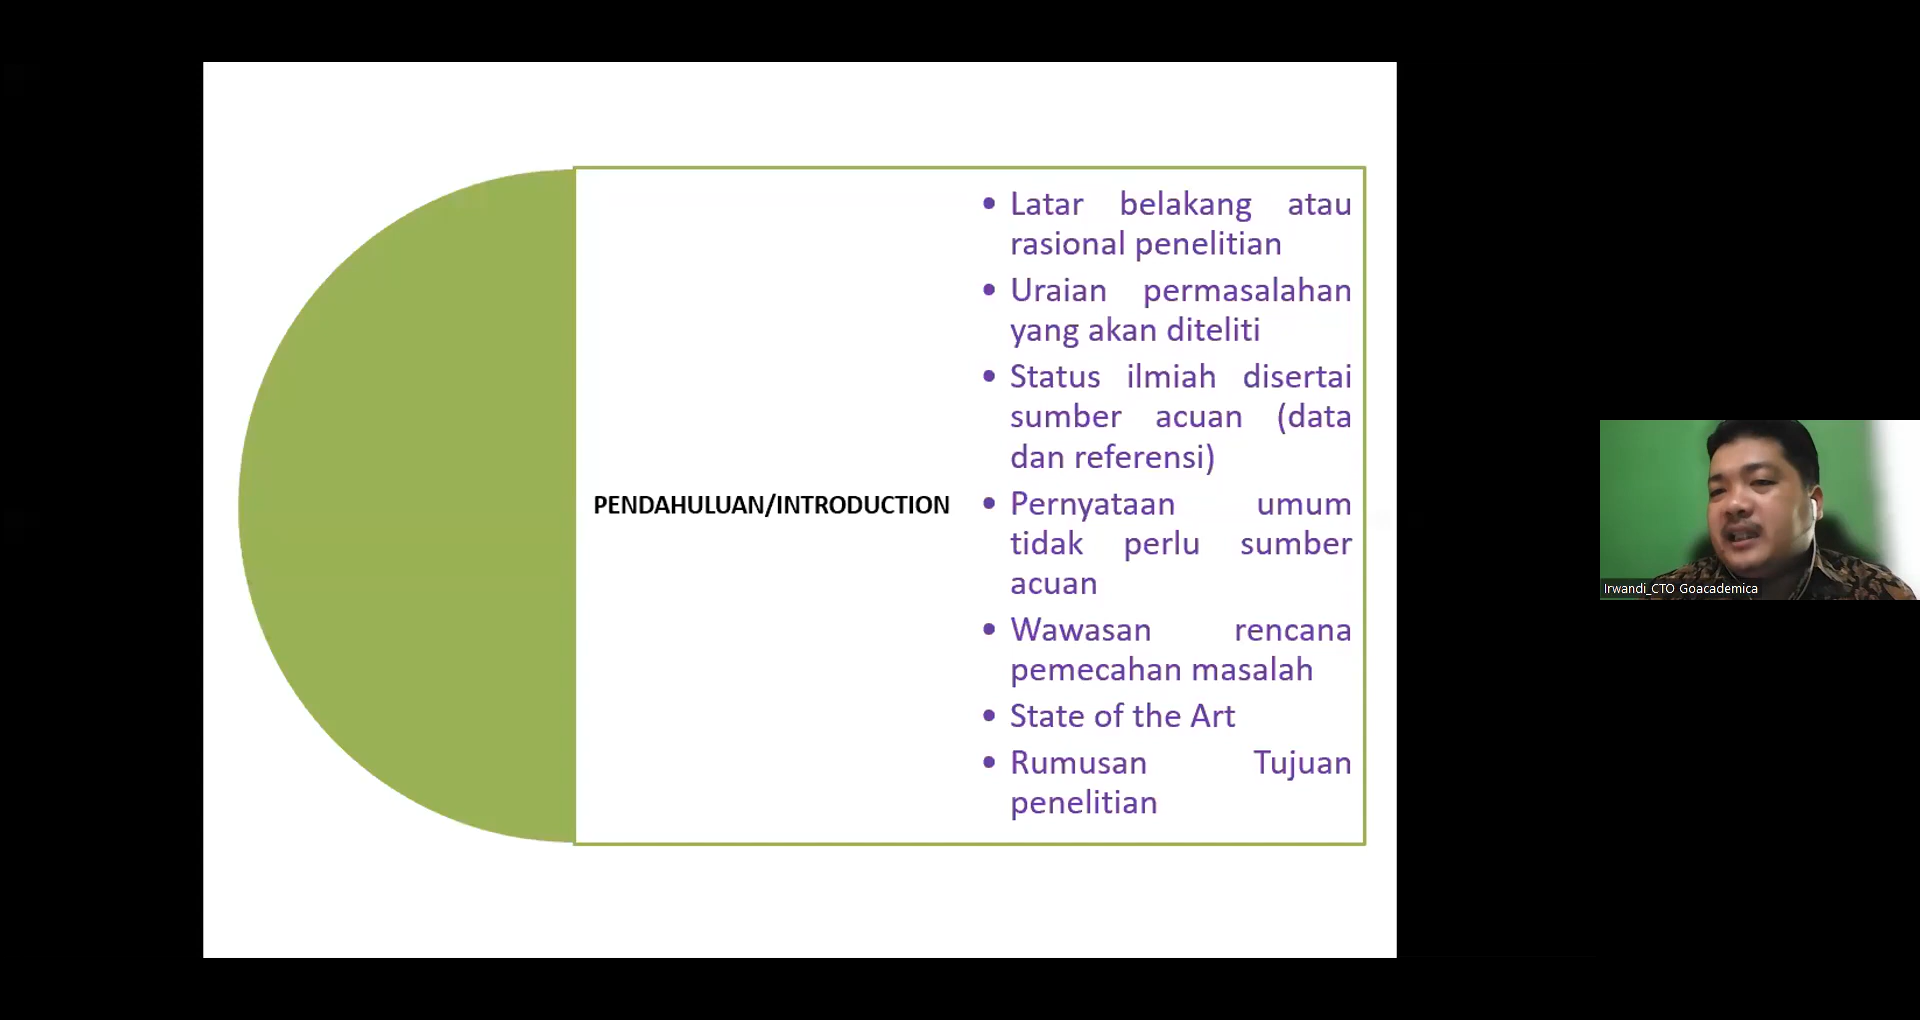 PENDAHULUAN/INTRODUCTION
• Latar belakang atau
rasional penelitian
• Uraian permasalahan
yang akan diteliti
• Status ilmiah disertai
sumber acuan (data
dan referensi)
• Pernyataan umum
tidak perlu sumber
acuan
• Wawasan rencana
pemecahan masalah
• State of the Art
• Rumusan Tujuan
penelitian
Irwandi_CTO Goacademica